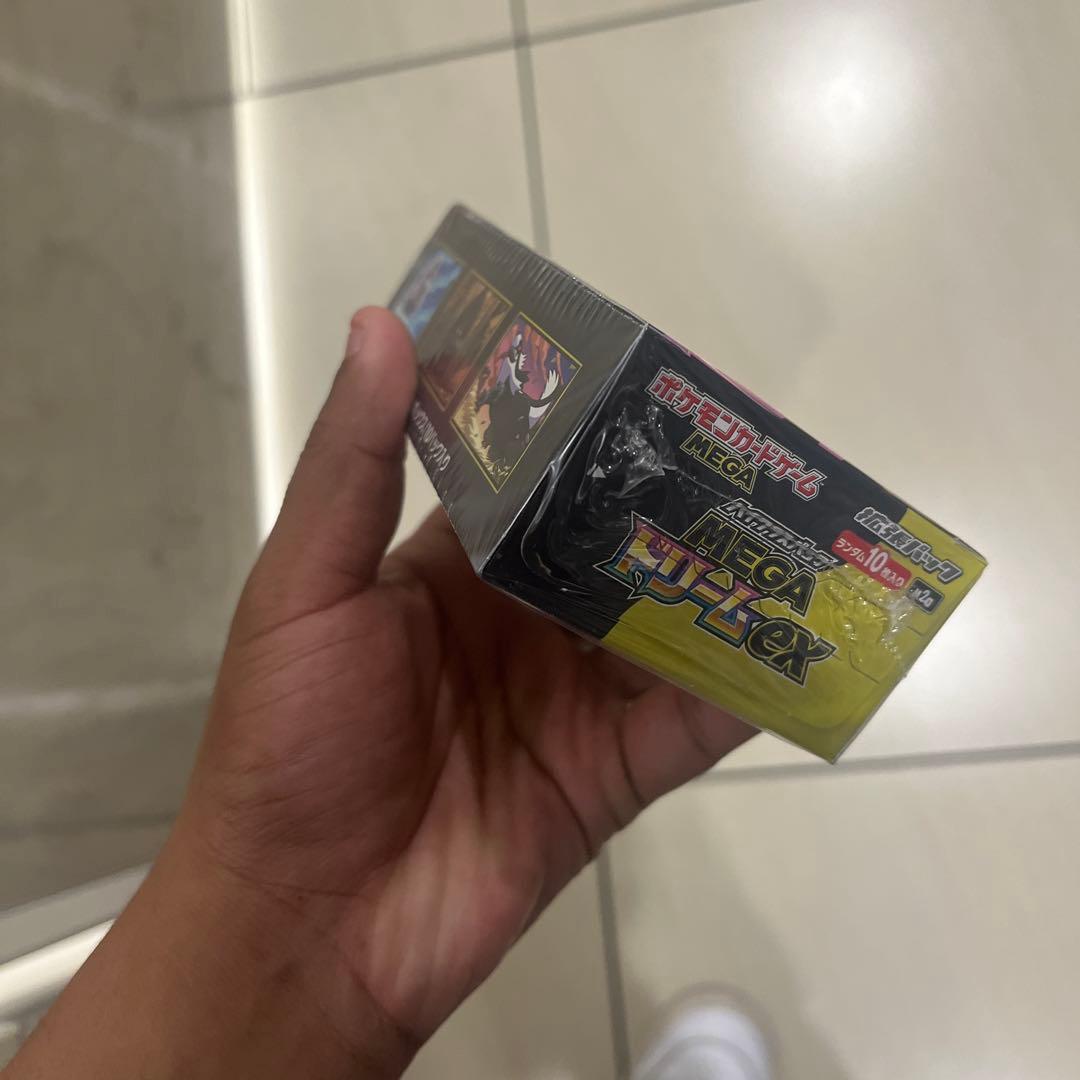 ポケモンカードゲーム
MEGA
拡張パック
ハイクラスパック
ランダム10枚入り
M2a
MEGA
ドリームex